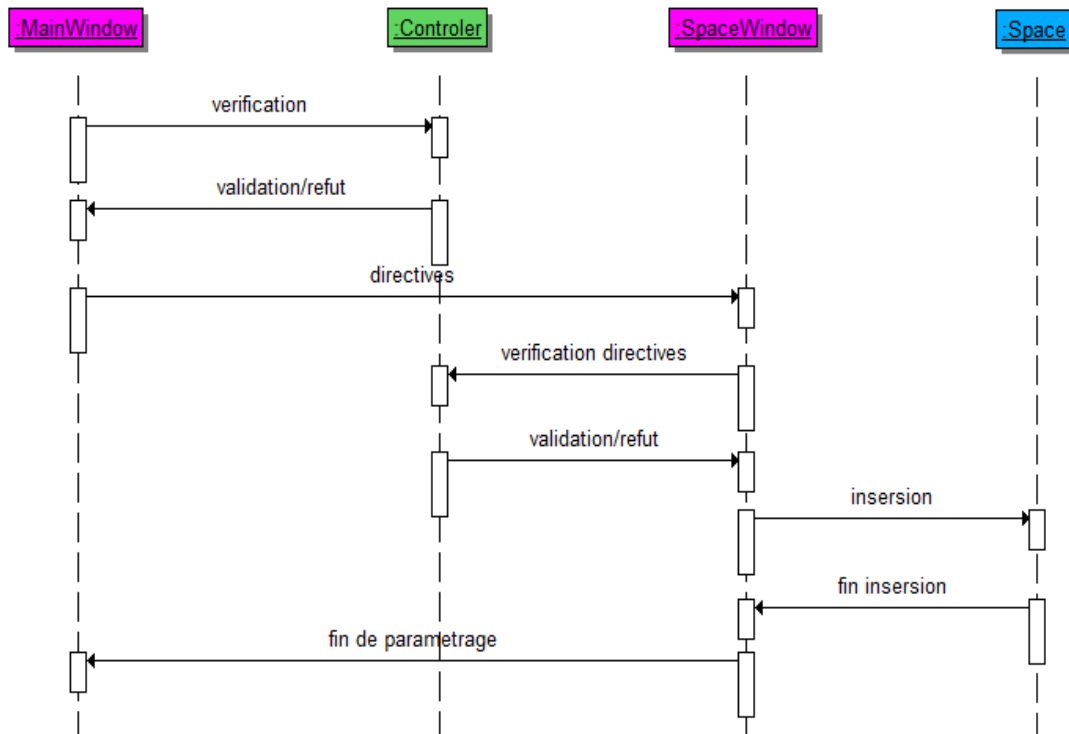 :MainWindow
:Controler
:SpaceWindow
:Space
verification
validation/refut
directives
verification directives
validation/refut
insersion
fin insersion
fin de parametrage